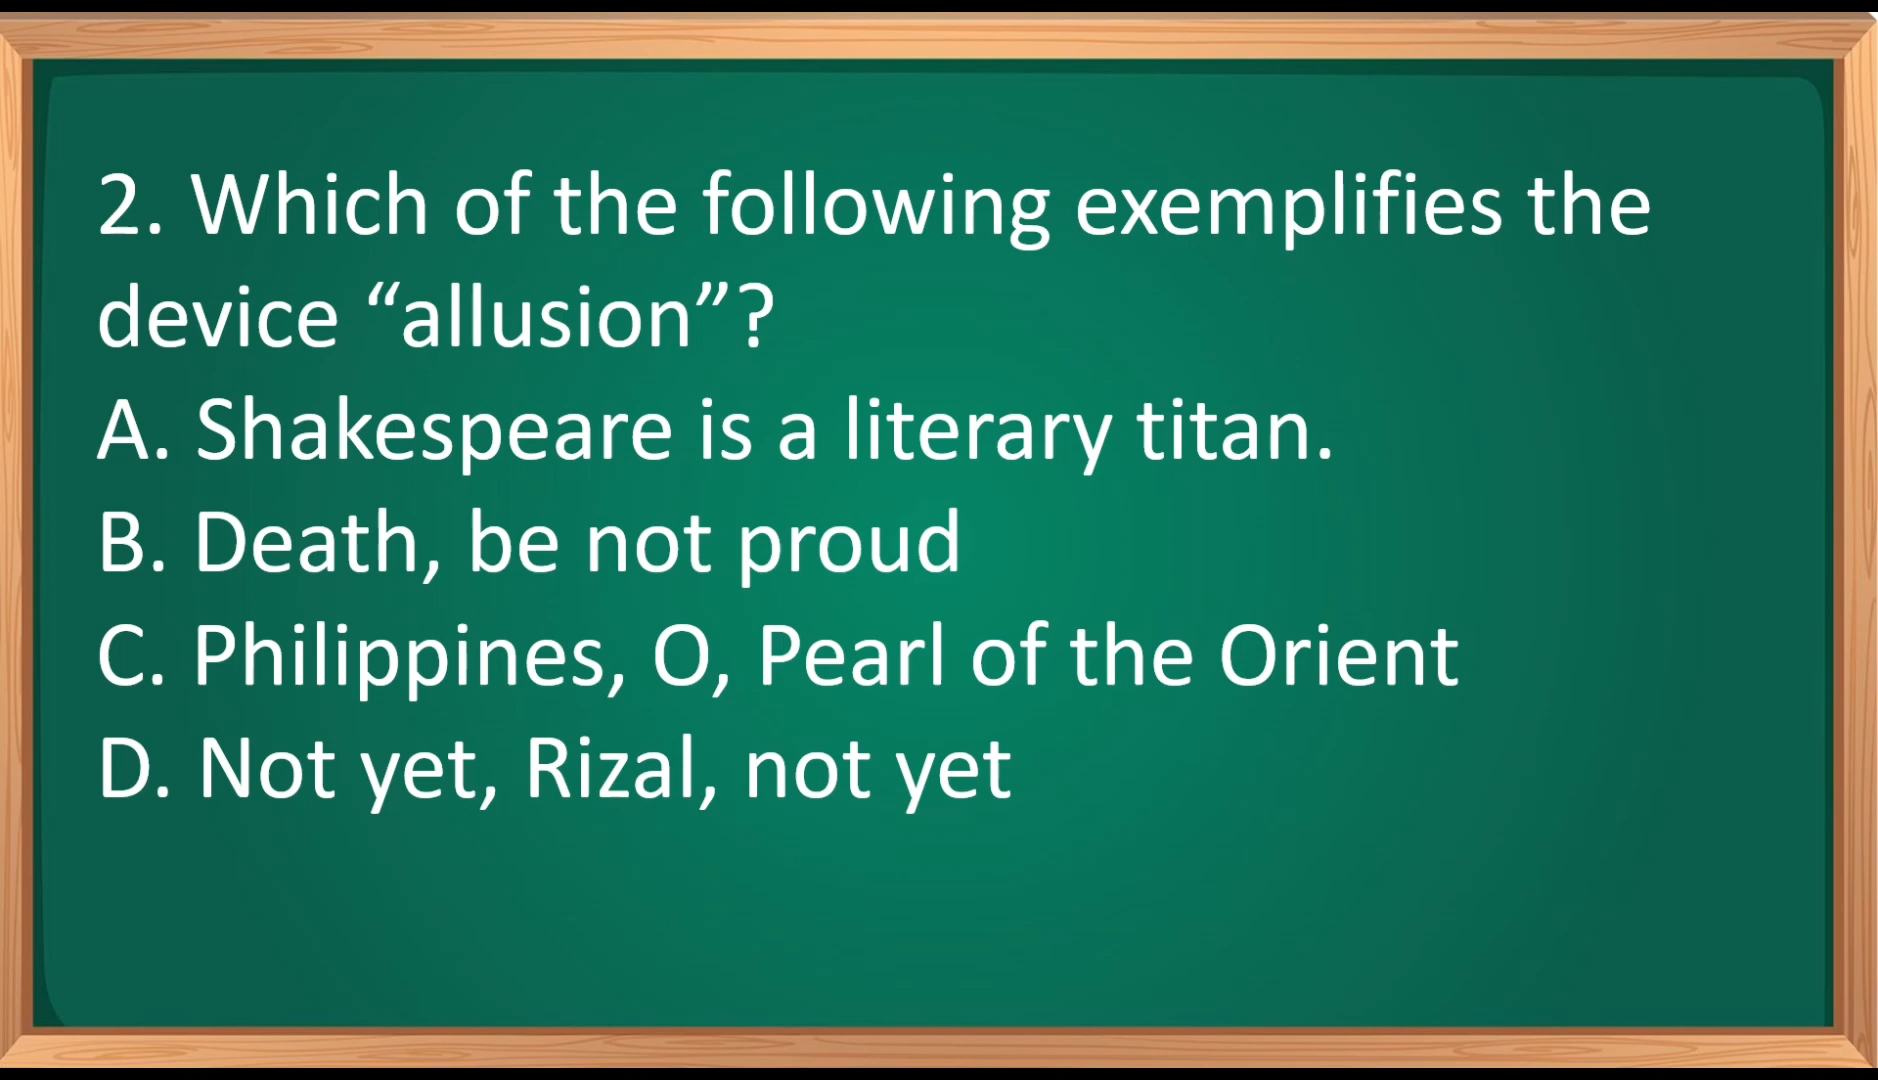 2. Which of the following exemplifies the
device “allusion”?
A. Shakespeare is a literary titan.
B. Death, be not proud
C. Philippines, O, Pearl of the Orient
D. Not yet, Rizal, not yet